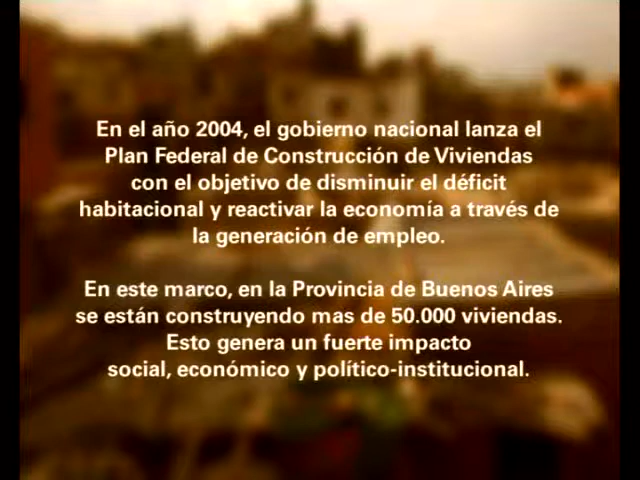 En el año 2004, el gobierno nacional lanza el
Plan Federal de Construcción de Viviendas
con el objetivo de disminuir el déficit
habitacional y reactivar la economía a través de
la generación de empleo.
En este marco, en la Provincia de Buenos Aires
se están construyendo mas de 50.000 viviendas.
Esto genera un fuerte impacto
social, económico y político-institucional.